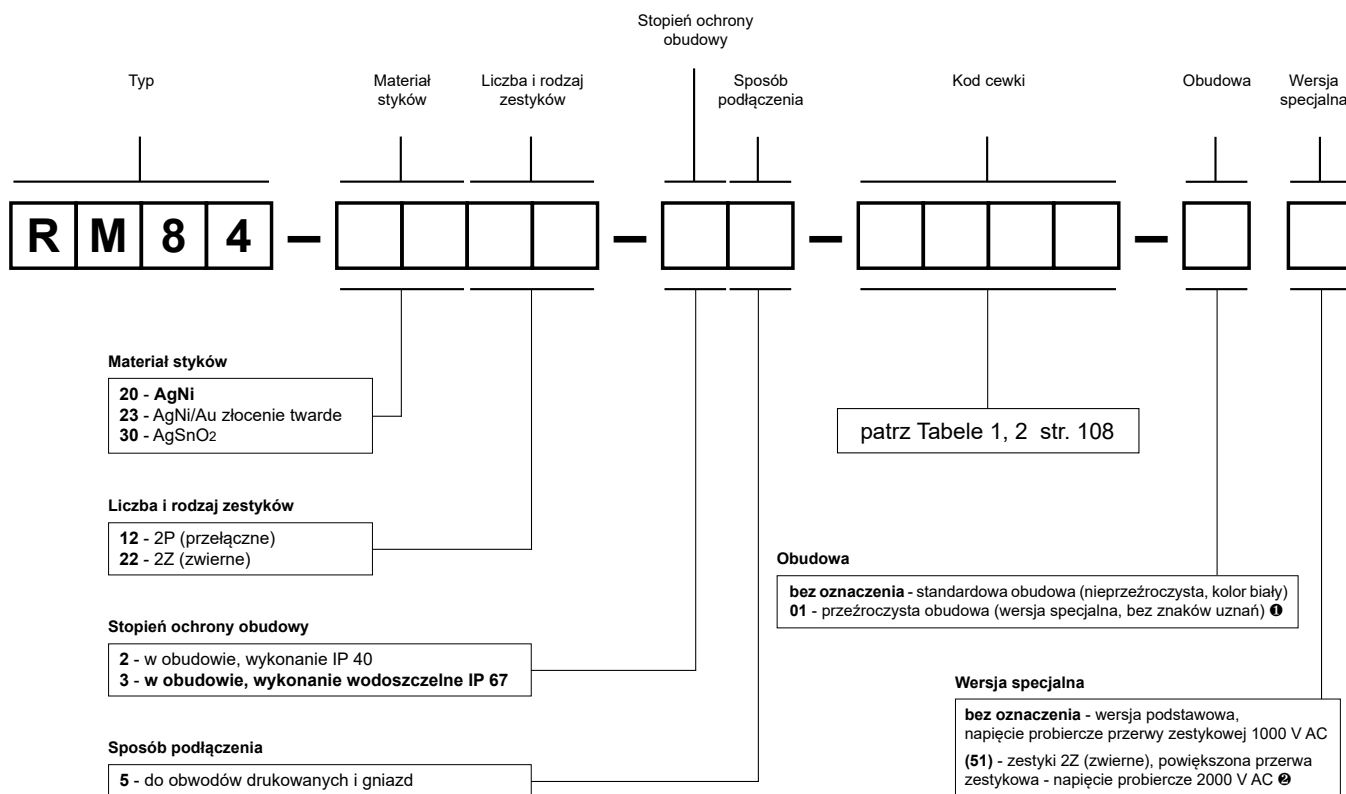 Stopień ochrony
obudowy
Typ
Materiał
styków
Liczba i rodzaj
zestyków
Sposób
podłączenia
Kod cewki
Obudowa
Wersja
specjalna
R M 8 4 – – – –
Materiał styków
20 - AgNi
23 - AgNi/Au złocenie twarde
30 - AgSnO2
patrz Tabele 1, 2 str. 108
Liczba i rodzaj zestyków
12 - 2P (przełączne)
22 - 2Z (zwierne)
Obudowa
bez oznaczenia - standardowa obudowa (nieprzeźroczysta, kolor biały)
01 - przeźroczysta obudowa (wersja specjalna, bez znaków uznań) ❶
Stopień ochrony obudowy
2 - w obudowie, wykonanie IP 40
3 - w obudowie, wykonanie wodoszczelne IP 67
Wersja specjalna
bez oznaczenia - wersja podstawowa,
napięcie probiercze przerwy zestykowej 1000 V AC
(51) - zestyki 2Z (zwierne), powiększona przerwa
zestykowa - napięcie probiercze 2000 V AC ❷
Sposób podłączenia
5 - do obwodów drukowanych i gniazd